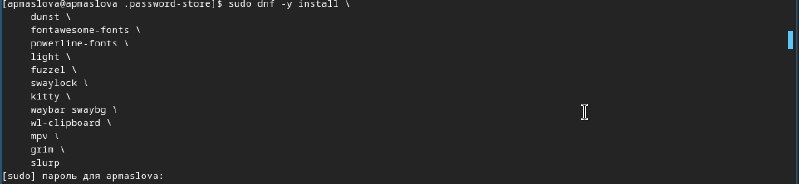 [apmaslova@apmaslova .password-store]$ sudo dnf -y install \
dunst \
fontawesome-fonts \
powerline-fonts \
light \
fuzzel \
swaylock \
kitty \
waybar swaybg \
wl-clipboard \
mpv \
grim \
slurp
[sudo] пароль для apmaslova: